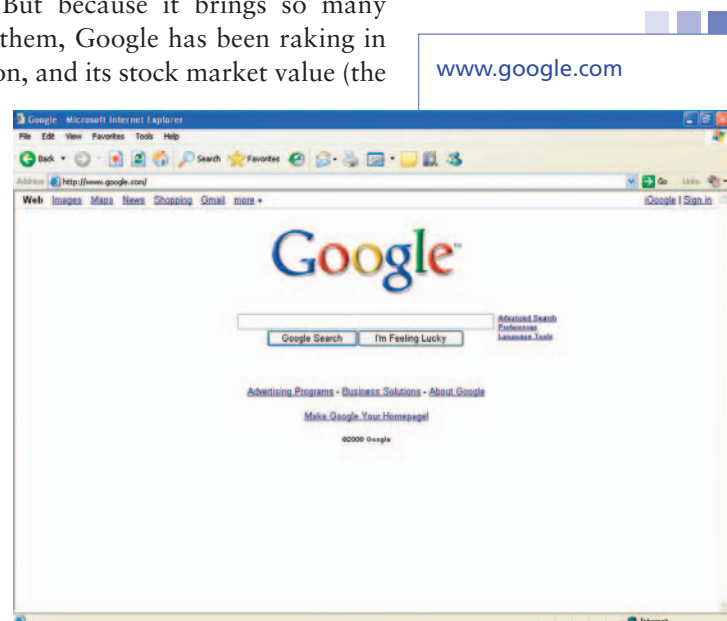 But because it brings so many
them, Google has been raking in
on, and its stock market value (the
www.google.com
Google - Microsoft Internet Explorer
File Edit View Favorites Tools Help
Back Search Favorites
Address http://www.google.com/ Go Links
Web Images Maps News Shopping Gmail more
iGoogle | Sign in
Google™
Advanced Search
Preferences
Language Tools
Google Search I'm Feeling Lucky
Advertising Programs - Business Solutions - About Google
Make Google Your Homepage!
©2008 Google
Internet